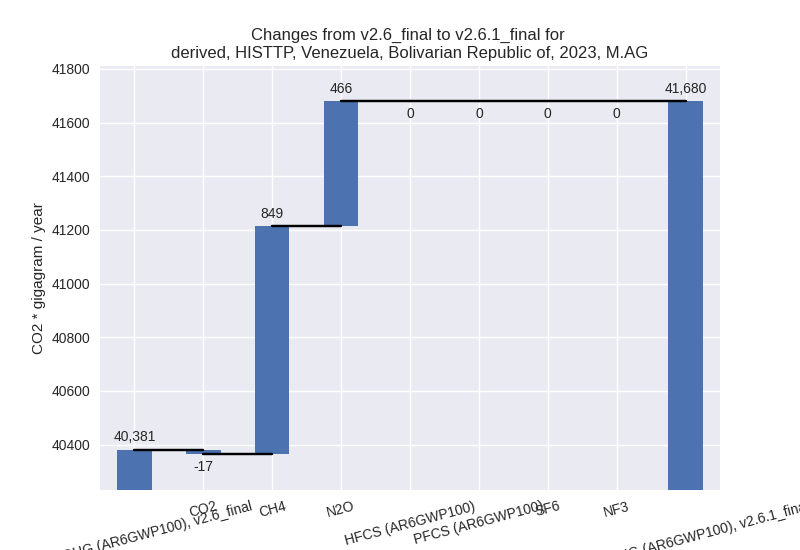 Changes from v2.6_final to v2.6.1_final for
derived, HISTTP, Venezuela, Bolivarian Republic of, 2023, M.AG
CO2 * gigagram / year
41800
41600
41400
41200
41000
40800
40600
40400
40,381
-17
849
466
0
0
0
0
41,680
(AR6GWP100), v2.6_final
CO2
CH4
N2O
HFCS (AR6GWP100)
PFCS (AR6GWP100)
SF6
NF3
(AR6GWP100), v2.6.1_final